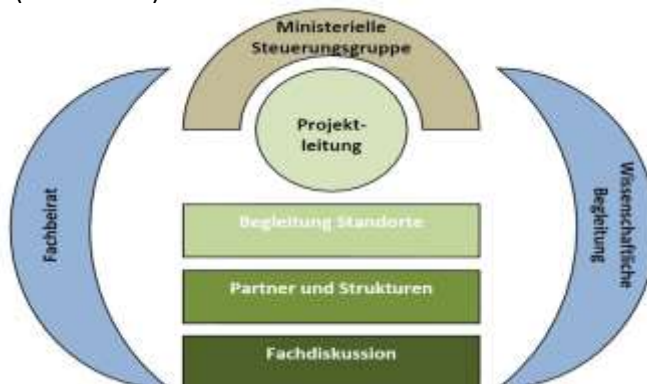 Ministerielle
Steuerungsgruppe
Projekt-
leitung
Fachbeirat
Wissenschaftliche
Begleitung
Begleitung Standorte
Partner und Strukturen
Fachdiskussion